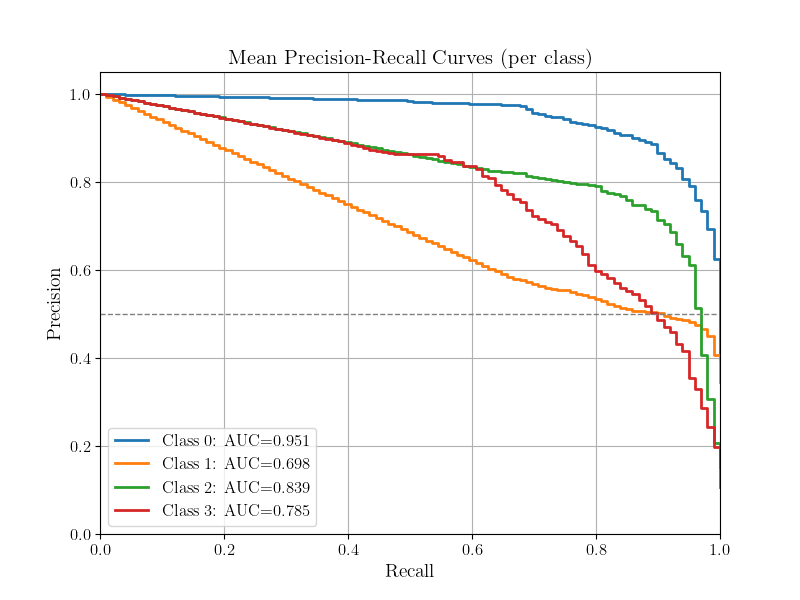 Mean Precision-Recall Curves (per class)
1.0
0.8
0.6
0.4
0.2
0.0
Precision
Class 0: AUC=0.951
Class 1: AUC=0.698
Class 2: AUC=0.839
Class 3: AUC=0.785
0.0 0.2 0.4 0.6 0.8 1.0
Recall